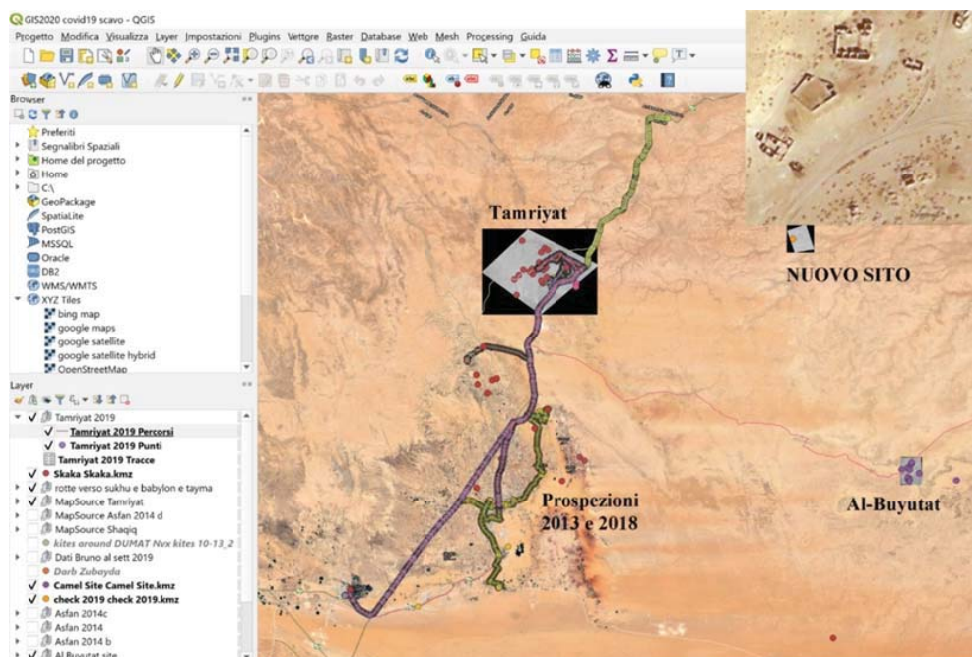 GIS2020 covid19 scavo - QGIS
Progetto Modifica Visualizza Layer Impostazioni Plugins Vettore Raster Database Web Mesh Processing Guida
Browser
Preferiti
Segnalibri Spaziali
Home del progetto
Home
C:\
GeoPackage
SpatiaLite
PostGIS
MSSQL
Oracle
DB2
WMS/WMTS
XYZ Tiles
bing map
google maps
google satellite
google satellite hybrid
OpenStreetMap
Layer
Tamriyat 2019
Tamriyat 2019 Percorsi
Tamriyat 2019 Punti
Tamriyat 2019 Tracce
Skaka Skaka.kmz
rotte verso sukhu e babylon e tayma
MapSource Tamriyat
MapSource Asfan 2014 d
MapSource Shaqiq
kites around DUMAT Nvx kites 10-13_2
Dati Bruno al sett 2019
Darb Zubayda
Camel Site Camel Site.kmz
check 2019 check 2019.kmz
Asfan 2014c
Asfan 2014
Asfan 2014 b
Al Buyutat site
Tamriyat
NUOVO SITO
Al-Buyutat
Prospezioni
2013 e 2018